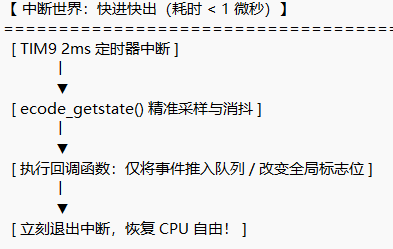 【 中断世界：快进快出（耗时 < 1 微秒）】
====================================
[ TIM9 2ms 定时器中断 ]
|
▼
[ ecode_getstate() 精准采样与消抖 ]
|
▼
[ 执行回调函数：仅将事件推入队列 / 改变全局标志位 ]
|
▼
[ 立刻退出中断，恢复 CPU 自由！ ]